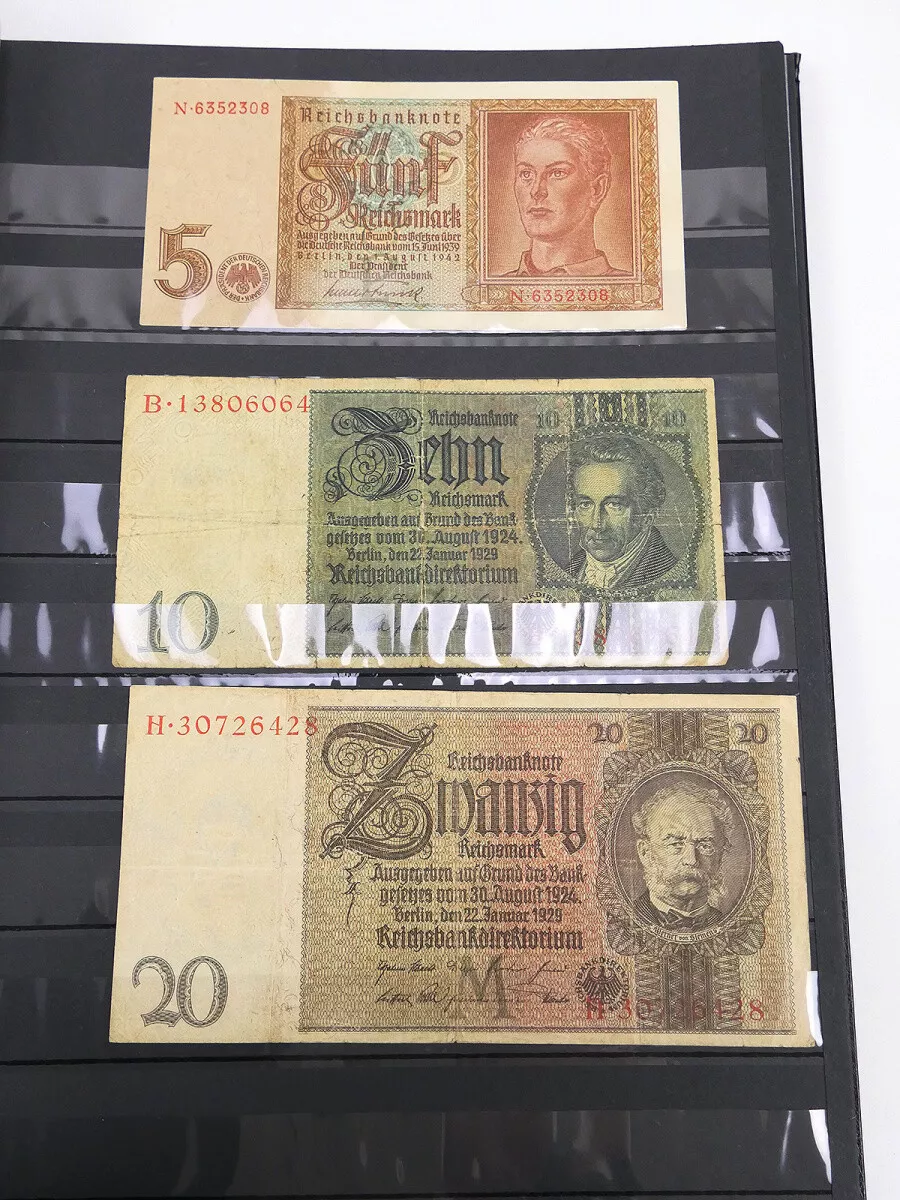 N·6352308
Reichsbanknote
Fünf
Reichsmark
Ausgegeben auf Grund des Gesetzes über
die Deutsche Reichsbank vom 15. Juni 1939
Berlin, den 1. August 1942
Der Präsident
der Deutschen Reichsbank
5
N·6352308
B·13806064
Reichsbanknote
10
10
Zehn
Reichsmark
Ausgegeben auf Grund des Bank-
gesetzes vom 30. August 1924.
Berlin, den 22. Januar 1929
Reichsbankdirektorium
10
H·30726428
20
20
Reichsbanknote
Zwanzig
Reichsmark
Ausgegeben auf Grund des Bank-
gesetzes vom 30. August 1924.
Berlin, den 22. Januar 1929
Reichsbankdirektorium
20
M
H·30726428